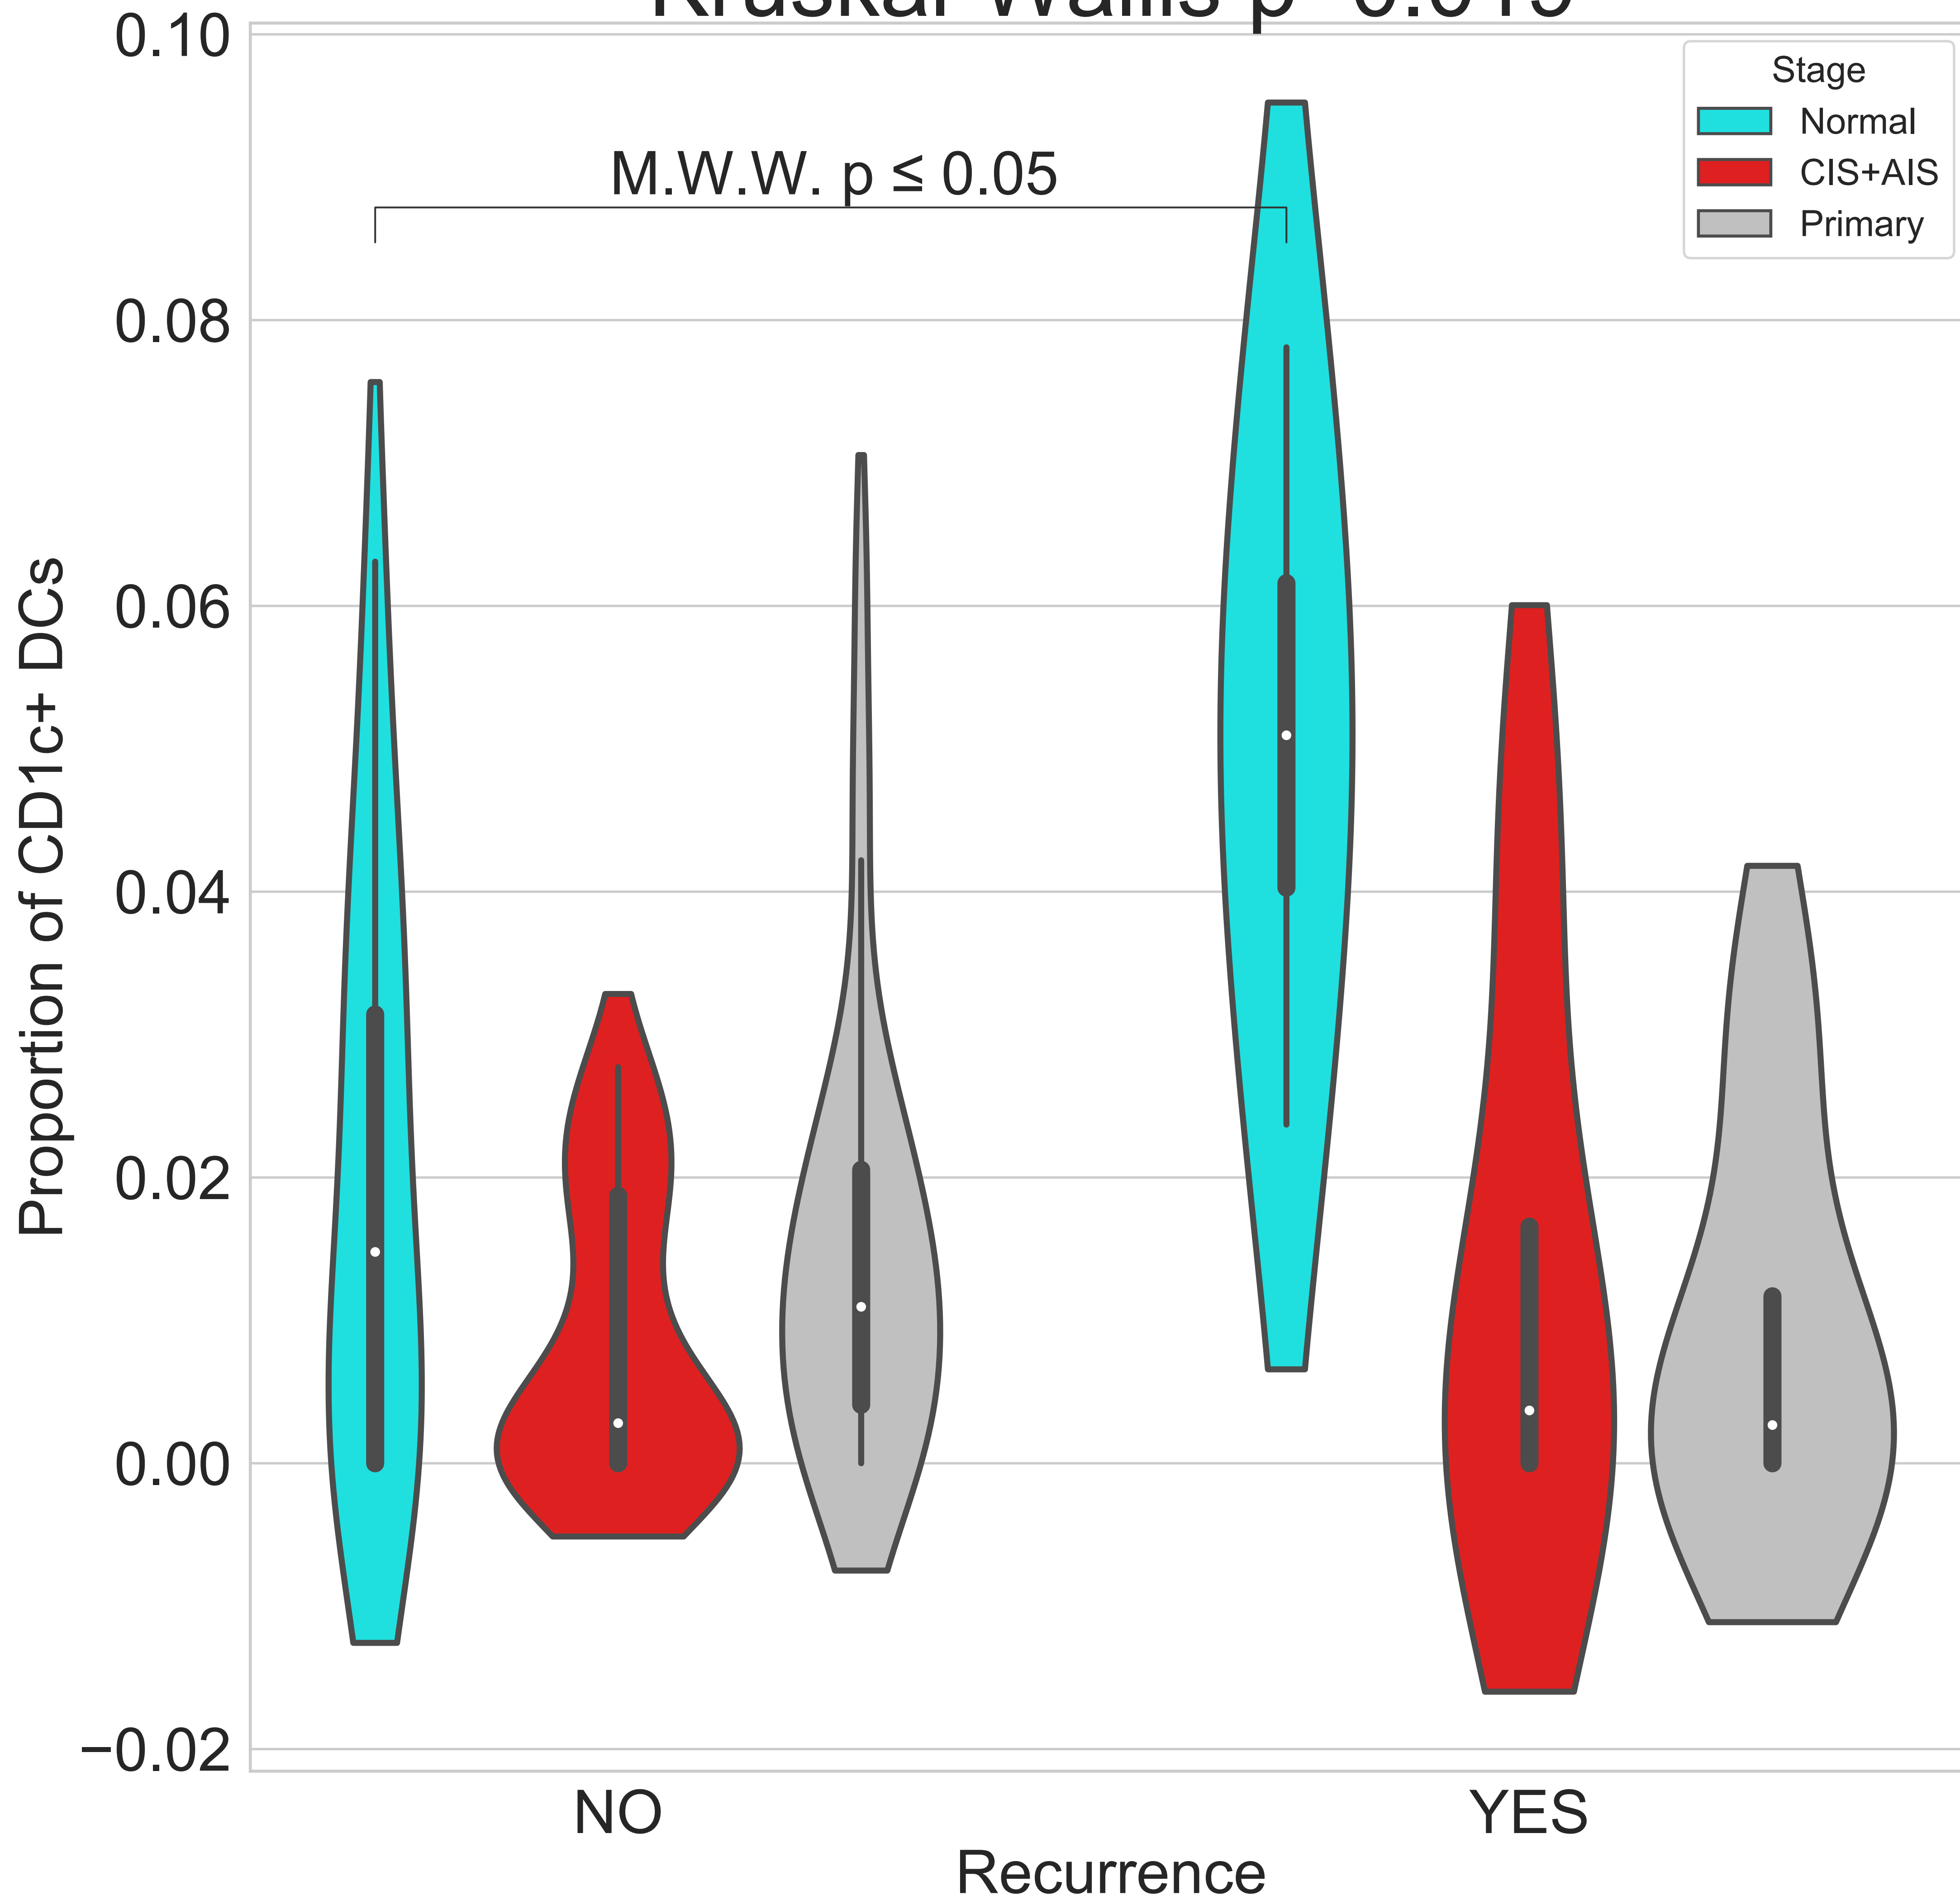 0.10
0.08
0.06
0.04
0.02
0.00
−0.02
Proportion of CD1c+ DCs
M.W.W. p ≤ 0.05
Stage
Normal
CIS+AIS
Primary
NO
YES
Recurrence